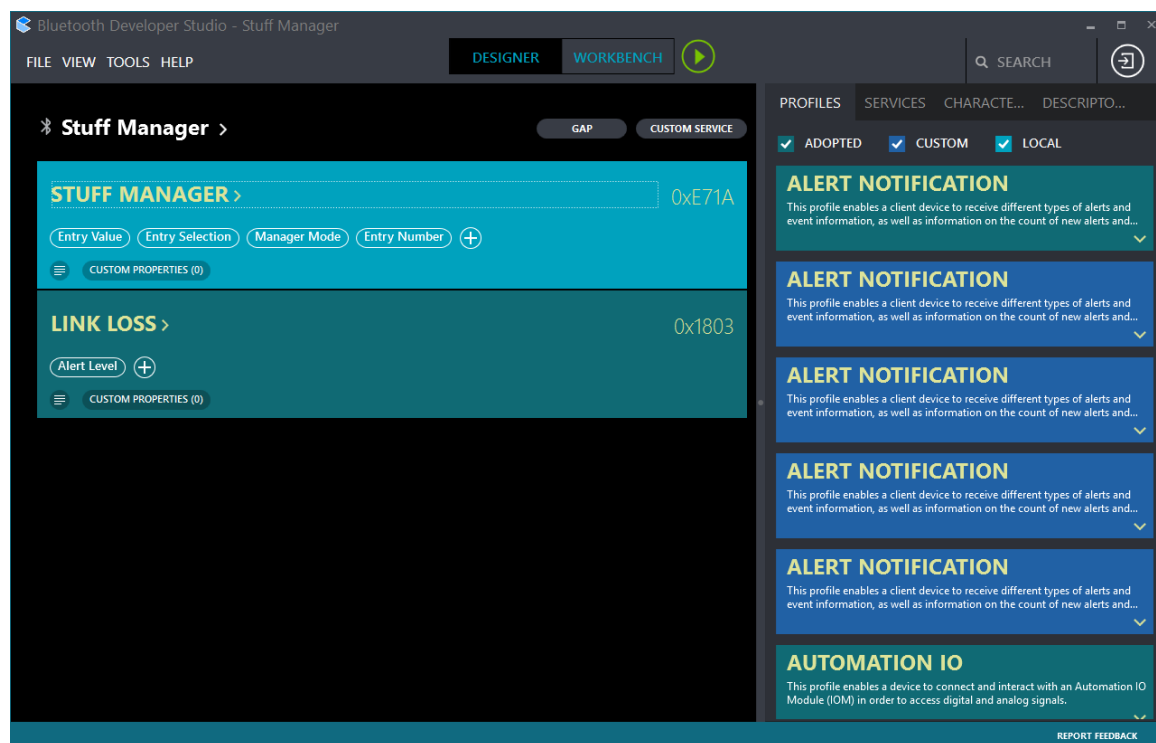 Bluetooth Developer Studio - Stuff Manager
FILE VIEW TOOLS HELP
DESIGNER WORKBENCH
SEARCH
Stuff Manager >
GAP
CUSTOM SERVICE
STUFF MANAGER >
0xE71A
Entry Value Entry Selection Manager Mode Entry Number
CUSTOM PROPERTIES (0)
LINK LOSS >
0x1803
Alert Level
CUSTOM PROPERTIES (0)
PROFILES SERVICES CHARACTE... DESCRIPTO...
ADOPTED CUSTOM LOCAL
ALERT NOTIFICATION
This profile enables a client device to receive different types of alerts and
event information, as well as information on the count of new alerts and...
ALERT NOTIFICATION
This profile enables a client device to receive different types of alerts and
event information, as well as information on the count of new alerts and...
ALERT NOTIFICATION
This profile enables a client device to receive different types of alerts and
event information, as well as information on the count of new alerts and...
ALERT NOTIFICATION
This profile enables a client device to receive different types of alerts and
event information, as well as information on the count of new alerts and...
ALERT NOTIFICATION
This profile enables a client device to receive different types of alerts and
event information, as well as information on the count of new alerts and...
AUTOMATION IO
This profile enables a device to connect and interact with an Automation IO
Module (IOM) in order to access digital and analog signals.
REPORT FEEDBACK